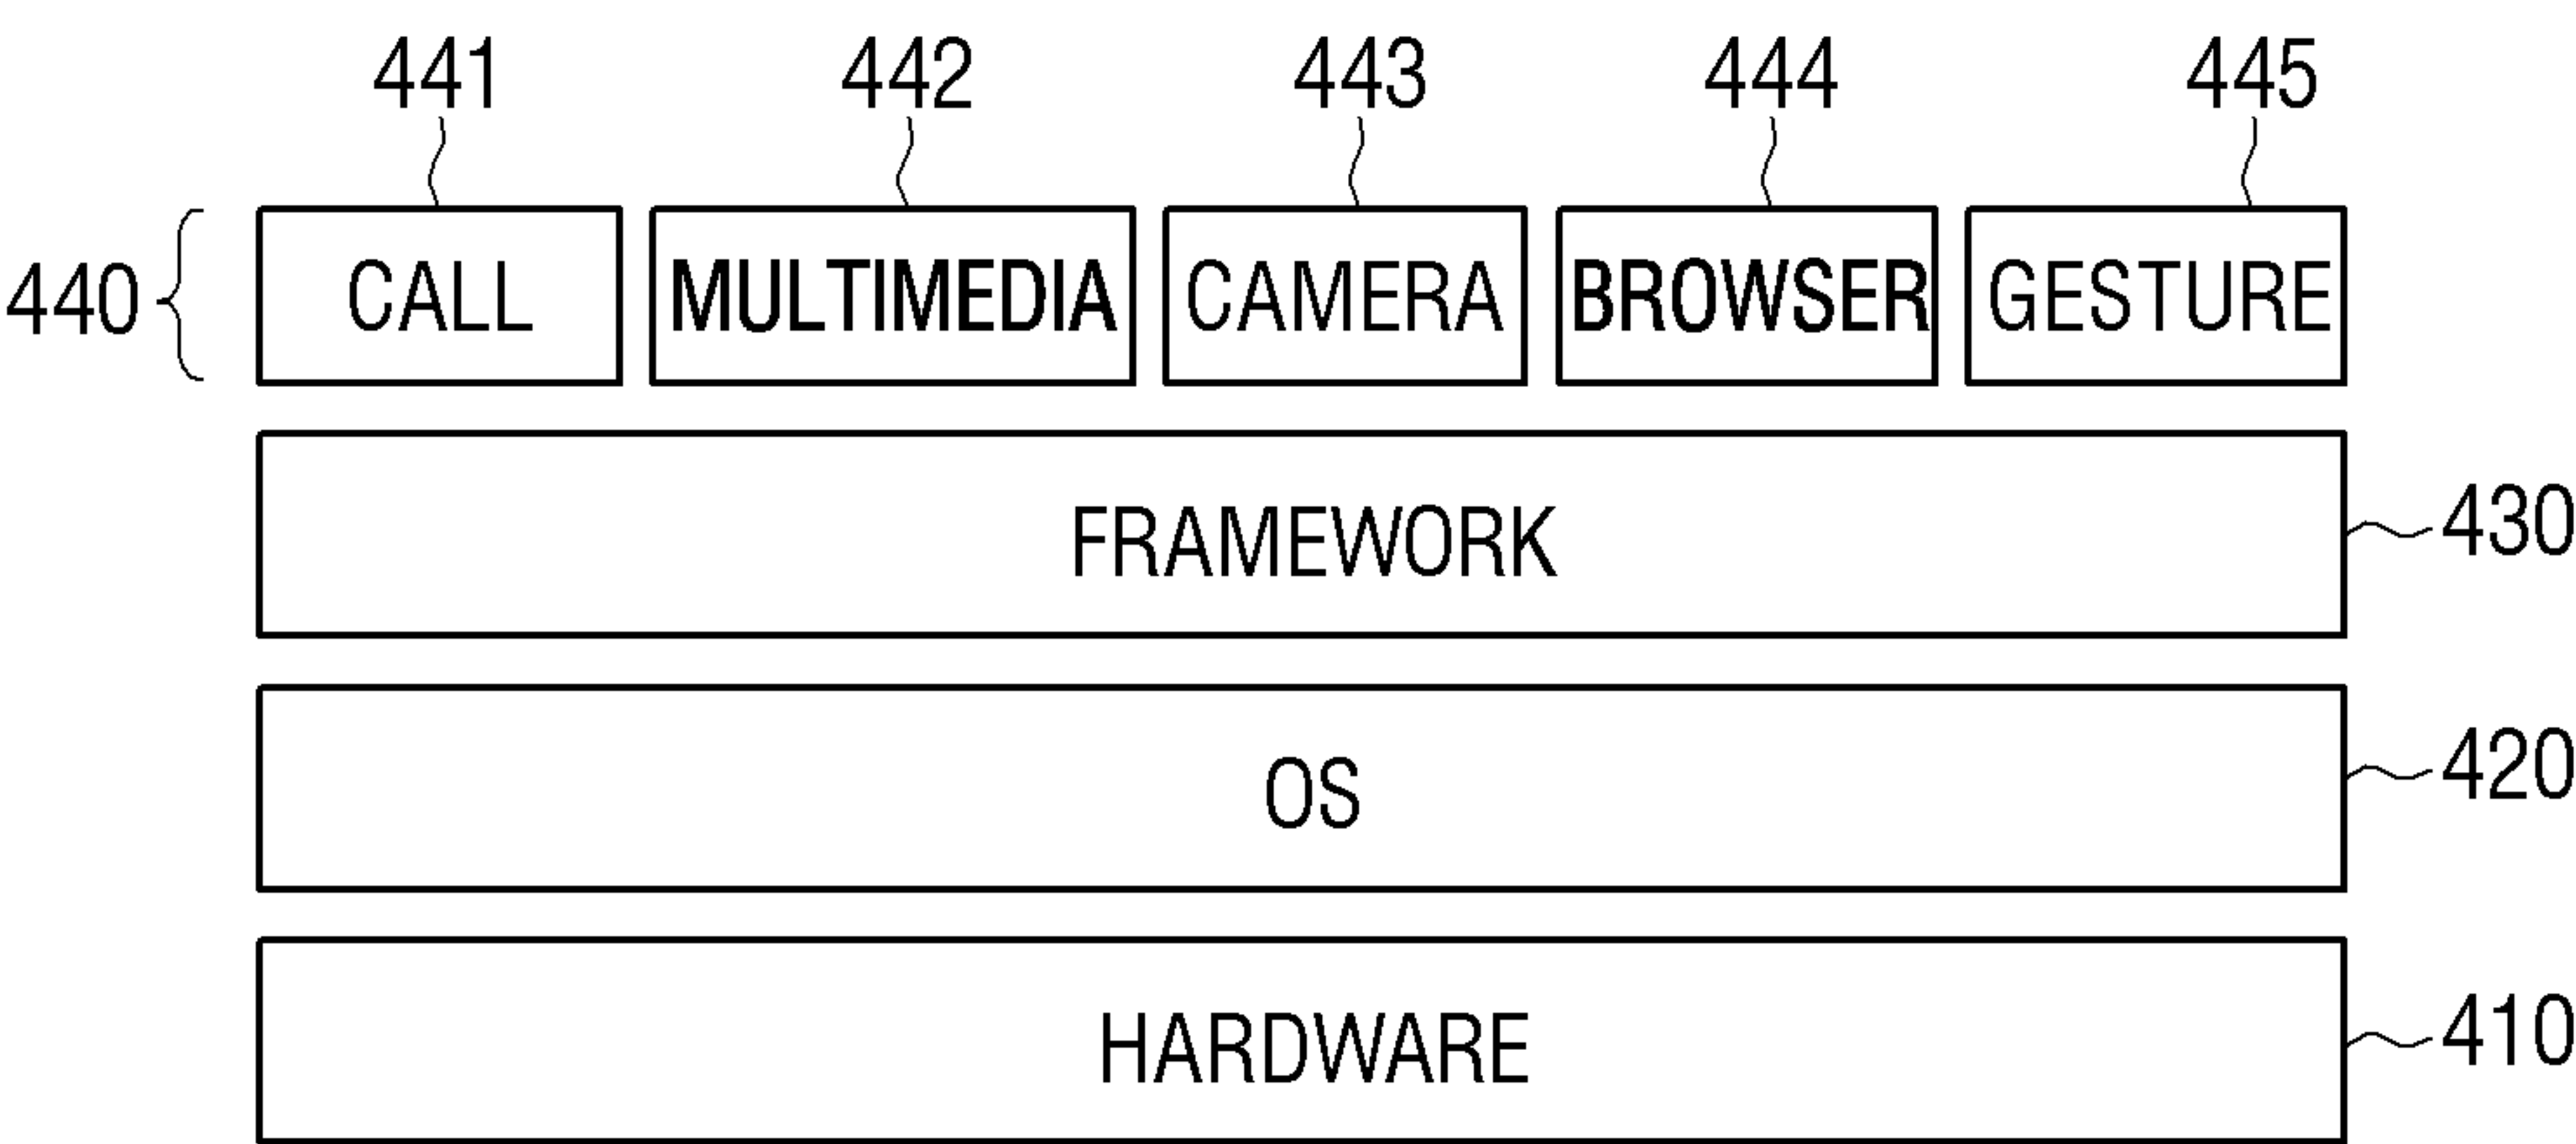 441 442 443 444 445
440 CALL MULTIMEDIA CAMERA BROWSER GESTURE
FRAMEWORK 430
OS 420
HARDWARE 410